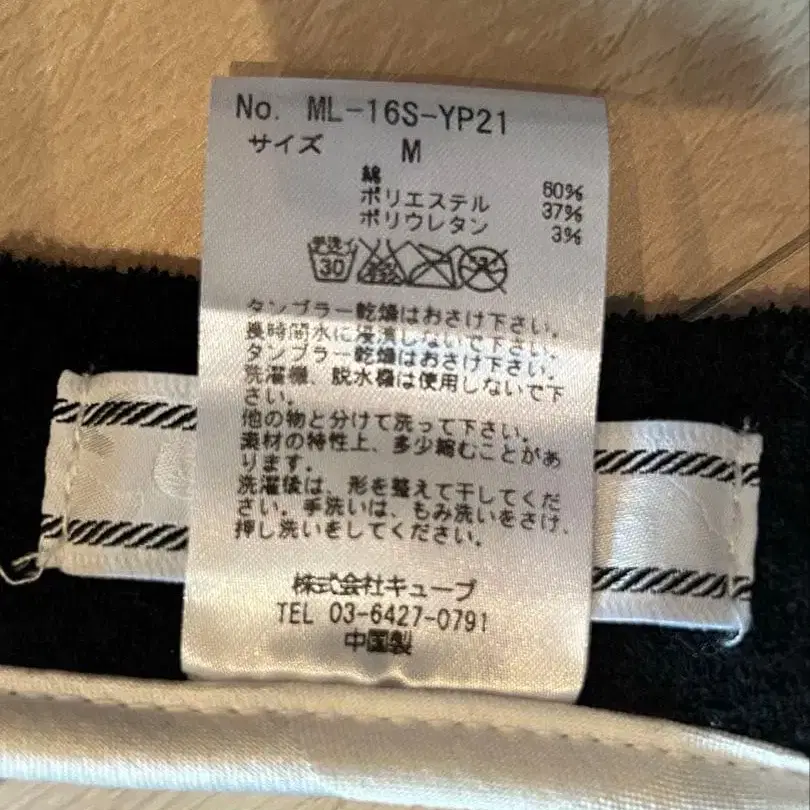 No. ML-16S-YP21
サイズ M
綿 60%
ポリエステル 37%
ポリウレタン 3%
手洗イ
30
タンブラー乾燥はおさけ下さい。
長時間水に浸漬しないで下さい。
タンブラー乾燥はおさけ下さい。
洗濯機、脱水機は使用しないで下
さい。
他の物と分けて洗って下さい。
素材の特性上、多少縮むことがあ
ります。
洗濯後は、形を整えて干してくだ
さい。手洗いは、もみ洗いをさけ、
押し洗いをしてください。
株式会社キューブ
TEL 03-6427-0791
中国製